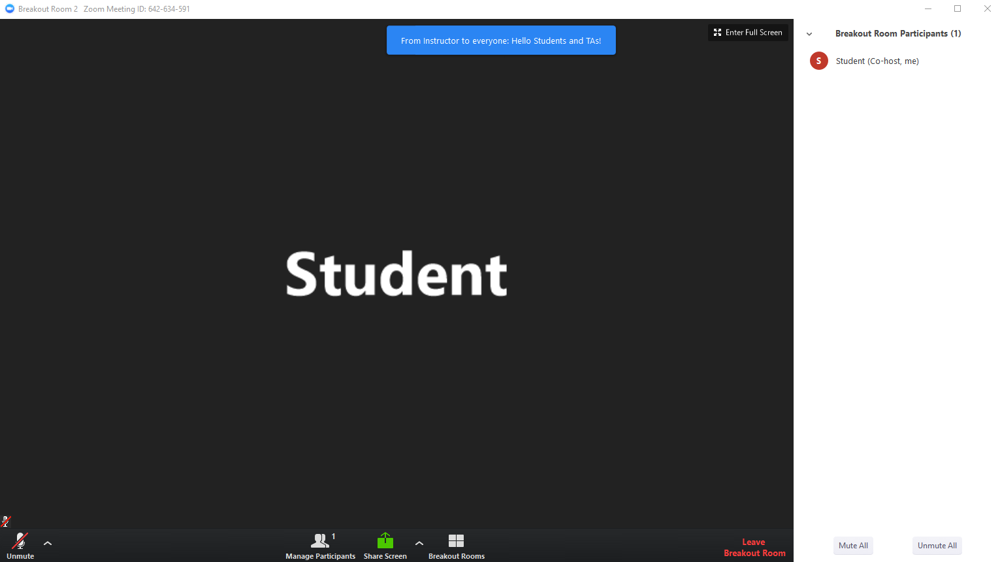 Breakout Room 2 Zoom Meeting ID: 642-634-591
From Instructor to everyone: Hello Students and TAs!
Enter Full Screen
Breakout Room Participants (1)
S
Student (Co-host, me)
Student
Unmute
1
Manage Participants
Share Screen
Breakout Rooms
Leave
Breakout Room
Mute All
Unmute All